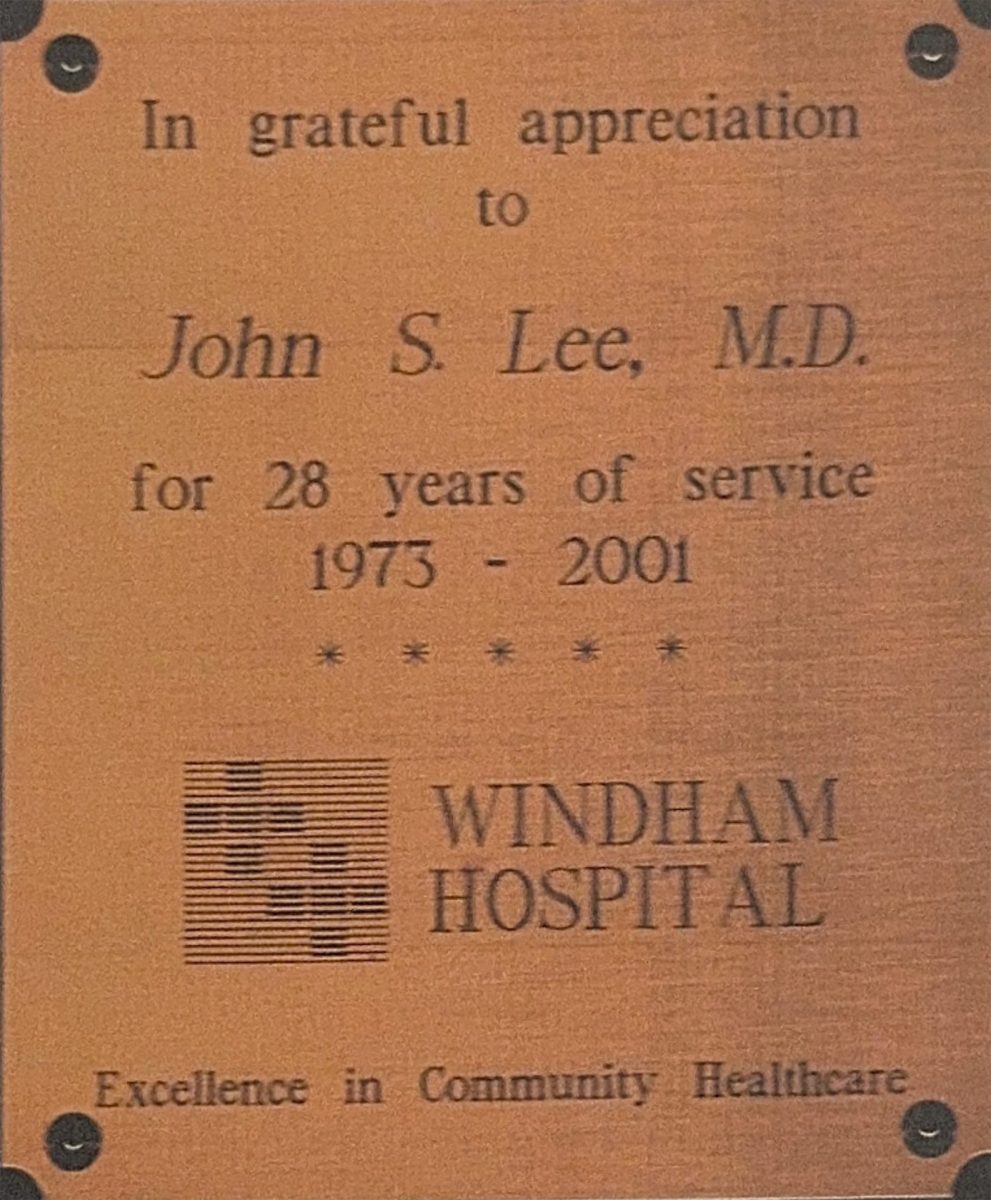 In grateful appreciation
to
John S. Lee, M.D.
for 28 years of service
1973 - 2001
* * * * *
WINDHAM
HOSPITAL
Excellence in Community Healthcare